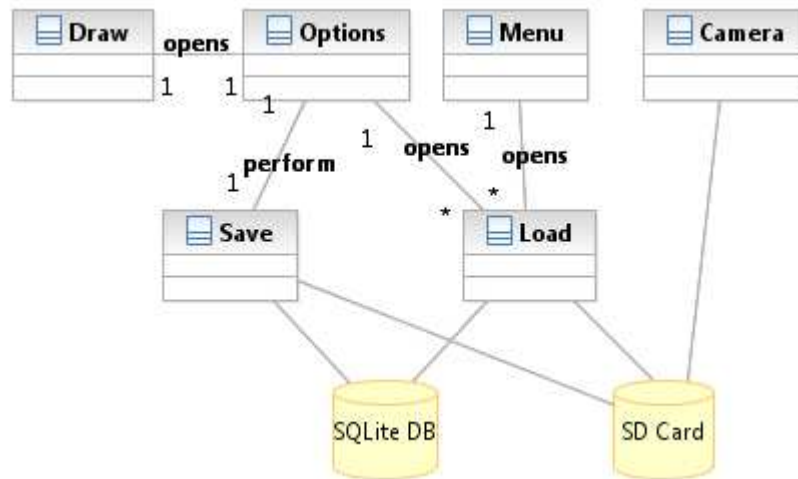 Draw
opens
Options
Menu
Camera
1
1
1
1
1
opens
opens
perform
1
*
*
Save
Load
SQLite DB
SD Card